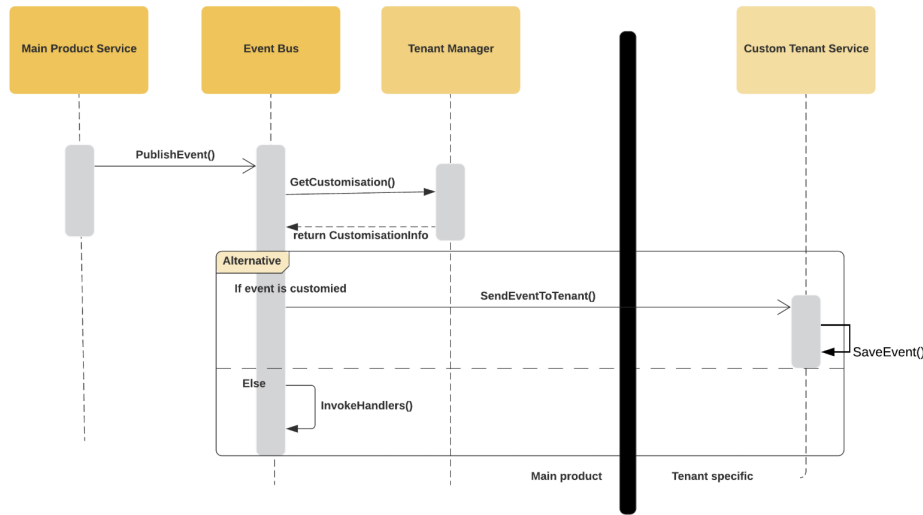 Main Product Service
Event Bus
Tenant Manager
Custom Tenant Service
PublishEvent()
GetCustomisation()
return CustomisationInfo
Alternative
If event is customied
SendEventToTenant()
SaveEvent()
Else
InvokeHandlers()
Main product
Tenant specific